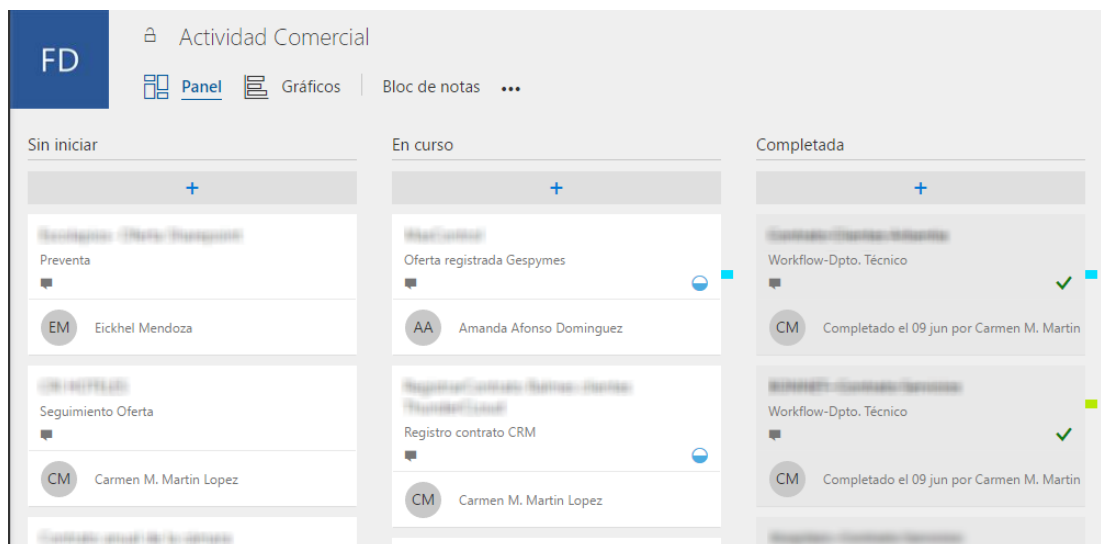 FD
Actividad Comercial
Panel
Gráficos
Bloc de notas
Sin iniciar
+
Preventa
EM
Eickhel Mendoza
Seguimiento Oferta
CM
Carmen M. Martin Lopez
En curso
+
Oferta registrada Gespymes
AA
Amanda Afonso Dominguez
Registro contrato CRM
CM
Carmen M. Martin Lopez
Completada
+
Workflow-Dpto. Técnico
CM
Completado el 09 jun por Carmen M. Martin
Workflow-Dpto. Técnico
CM
Completado el 09 jun por Carmen M. Martin